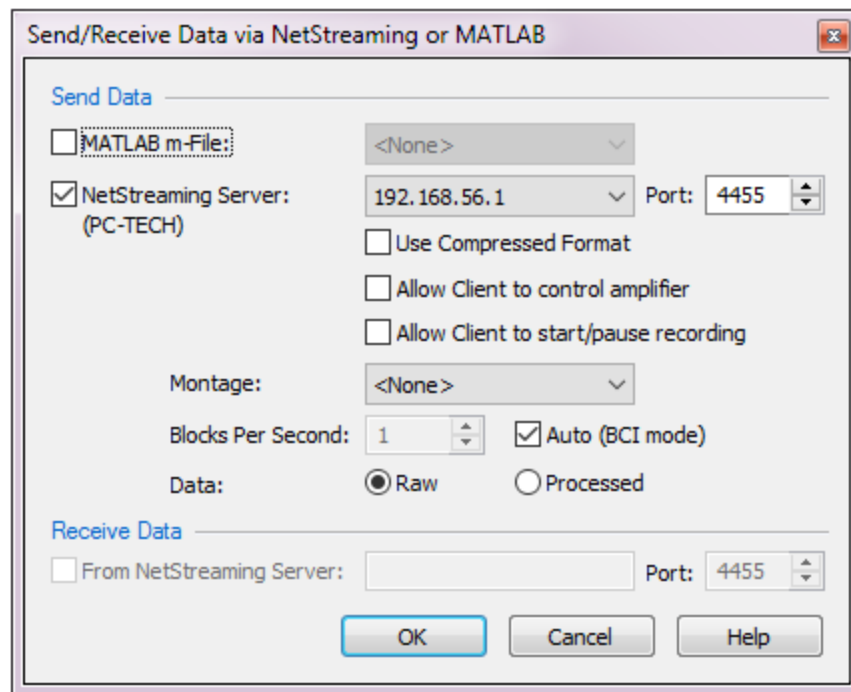 Send/Receive Data via NetStreaming or MATLAB
Send Data
MATLAB m-File: <None>
NetStreaming Server: 192.168.56.1 Port: 4455
(PC-TECH)
Use Compressed Format
Allow Client to control amplifier
Allow Client to start/pause recording
Montage: <None>
Blocks Per Second: 1 Auto (BCI mode)
Data: Raw Processed
Receive Data
From NetStreaming Server: Port: 4455
OK Cancel Help